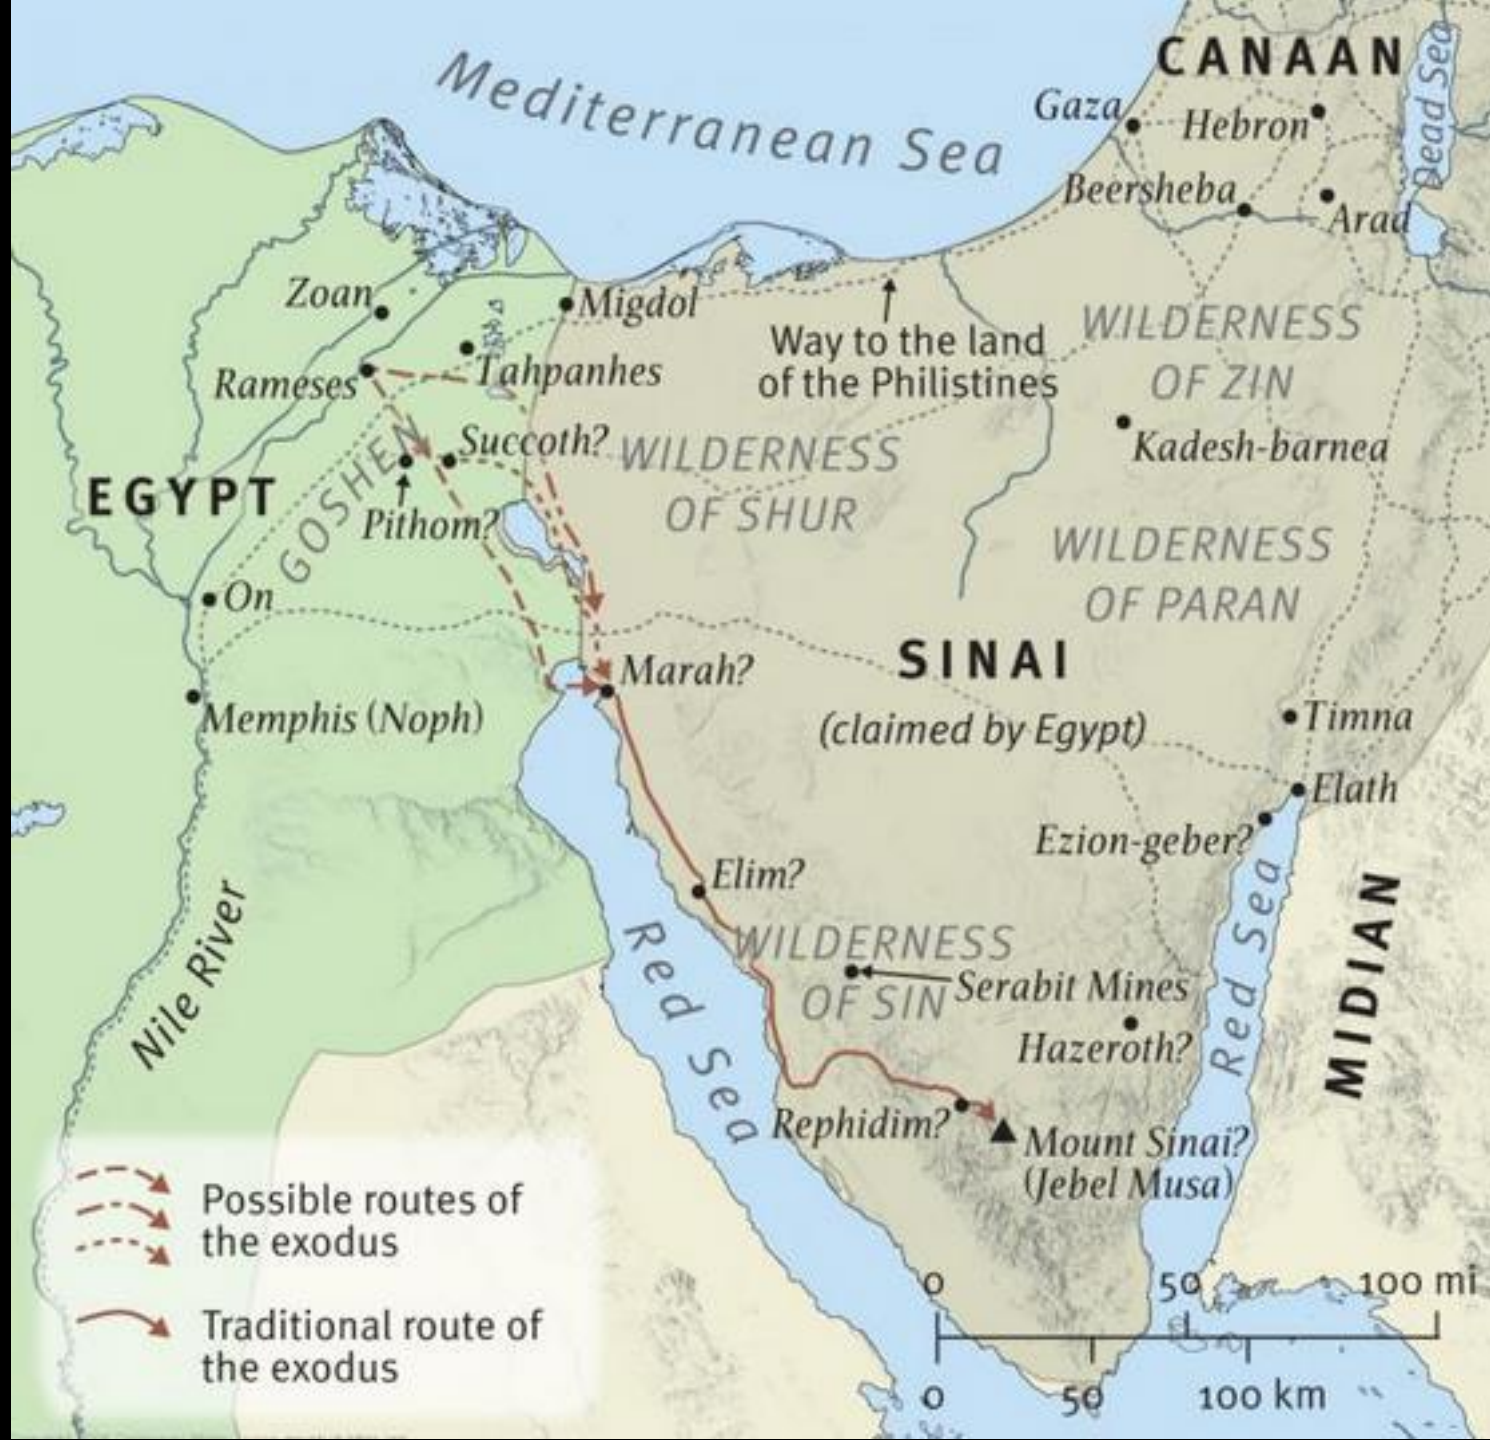 Mediterranean Sea
CANAAN
Dead Sea
Gaza
Hebron
Beersheba
Arad
Zoan
Migdol
Way to the land
of the Philistines
WILDERNESS
OF ZIN
Rameses
Tahpanhes
Kadesh-barnea
Succoth?
WILDERNESS
OF SHUR
EGYPT
GOSHEN
Pithom?
WILDERNESS
OF PARAN
On
SINAI
(claimed by Egypt)
Marah?
Memphis (Noph)
Timna
Elath
Ezion-geber?
Elim?
Nile River
Red Sea
WILDERNESS
OF SIN
Serabit Mines
Hazeroth?
Red Sea
MIDIAN
Rephidim?
Mount Sinai?
(Jebel Musa)
Possible routes of
the exodus
Traditional route of
the exodus
0 50 100 mi
0 50 100 km